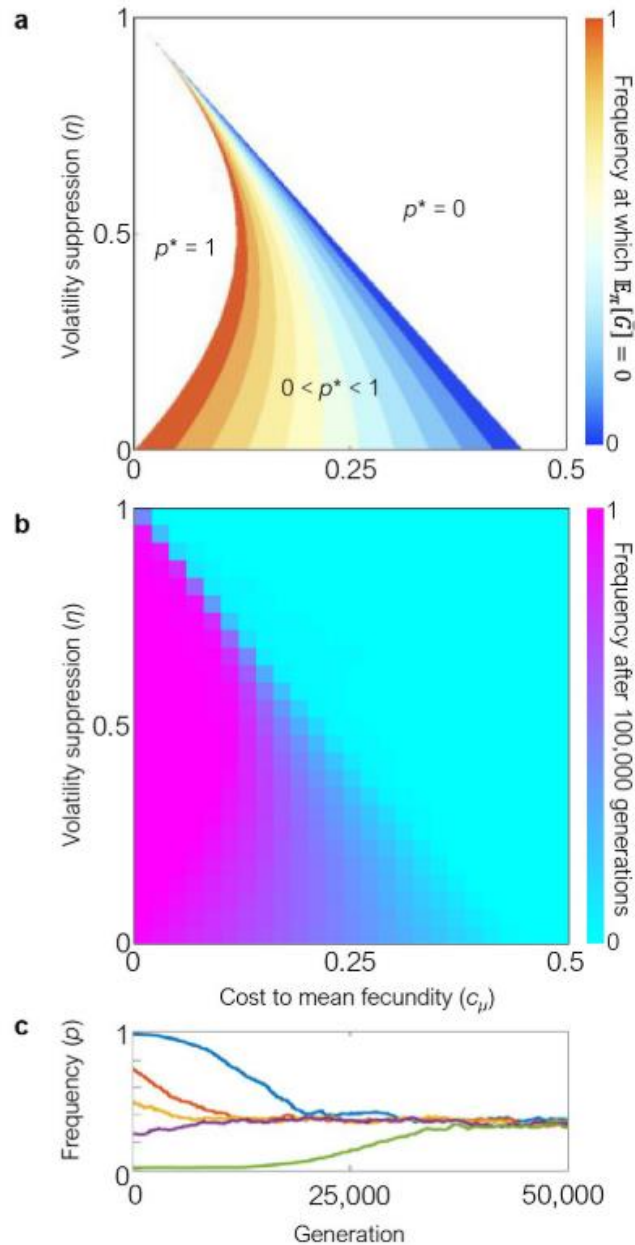 a
1
0.5
0
Volatility suppression (η)
p* = 1
p* = 0
0 < p* < 1
0
0.25
0.5
1
0
Frequency at which 𝔼π[G̅] = 0
b
1
0.5
0
Volatility suppression (η)
0
0.25
0.5
Cost to mean fecundity (cμ)
1
0
Frequency after 100,000 generations
c
1
0
Frequency (p)
0
25,000
50,000
Generation